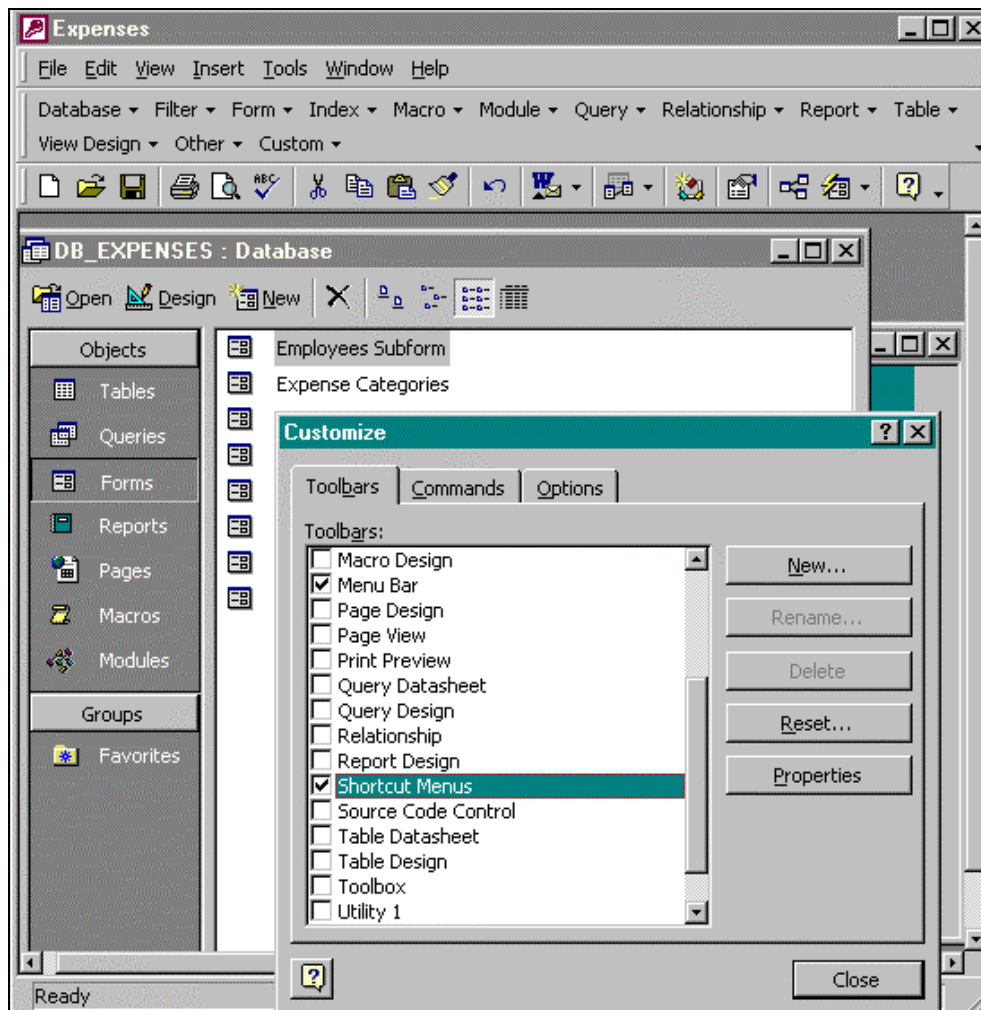 Expenses
File Edit View Insert Tools Window Help
Database Filter Form Index Macro Module Query Relationship Report Table
View Design Other Custom
ABC
W
?
DB_EXPENSES : Database
Open Design New
Objects
Tables
Queries
Forms
Reports
Pages
Macros
Modules
Groups
Favorites
Employees Subform
Expense Categories
Customize
Toolbars Commands Options
Toolbars:
Macro Design
Menu Bar
Page Design
Page View
Print Preview
Query Datasheet
Query Design
Relationship
Report Design
Shortcut Menus
Source Code Control
Table Datasheet
Table Design
Toolbox
Utility 1
New...
Rename...
Delete
Reset...
Properties
?
Close
Ready